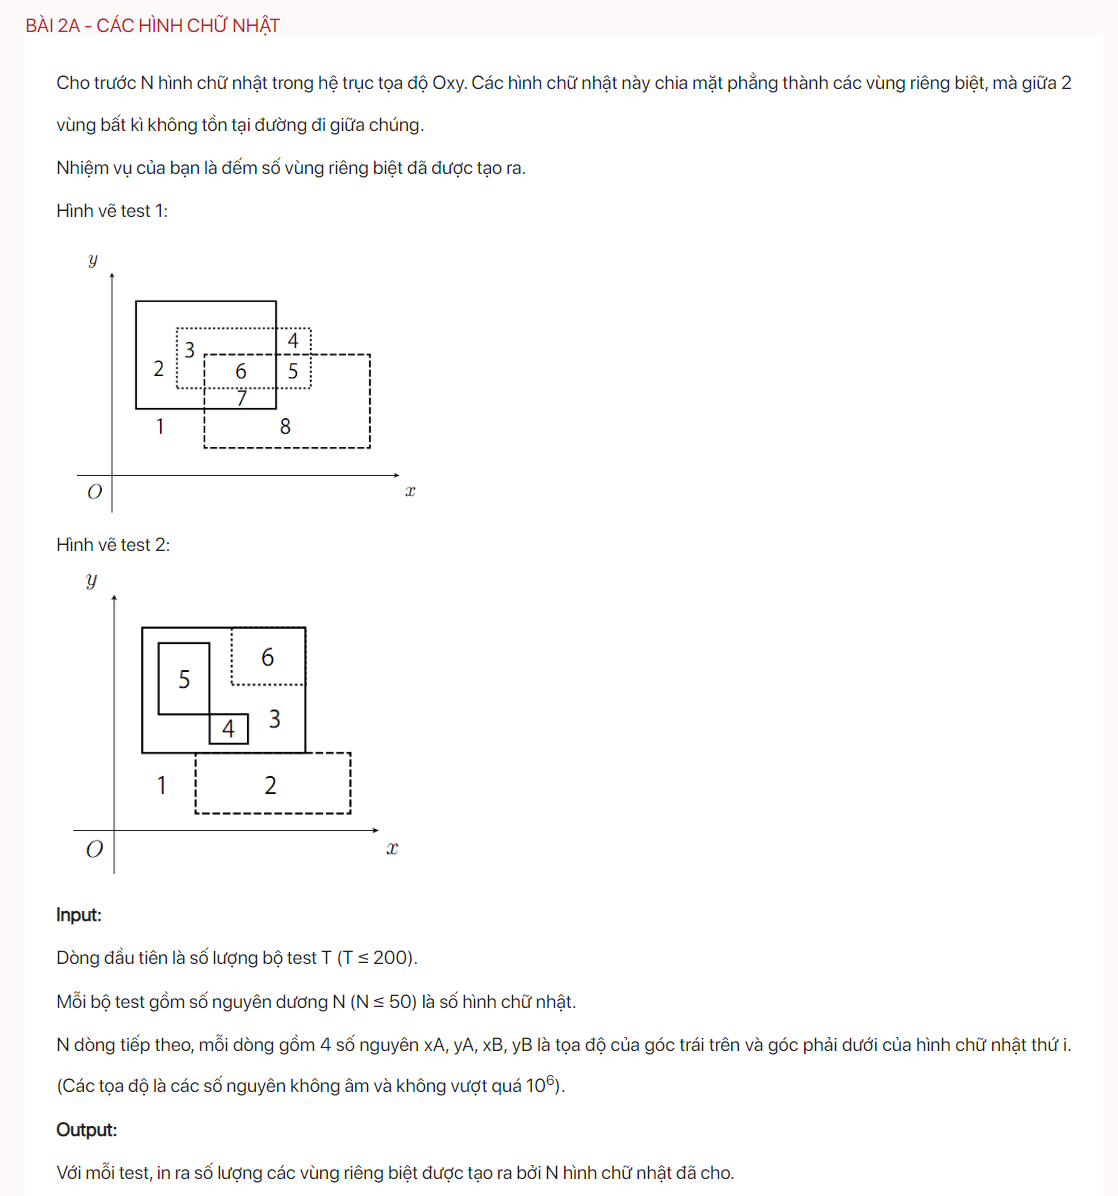 BÀI 2A - CÁC HÌNH CHỮ NHẬT
Cho trước N hình chữ nhật trong hệ trục tọa độ Oxy. Các hình chữ nhật này chia mặt phẳng thành các vùng riêng biệt, mà giữa 2
vùng bất kì không tồn tại đường đi giữa chúng.
Nhiệm vụ của bạn là đếm số vùng riêng biệt đã được tạo ra.
Hình vẽ test 1:
y
3
4
2
6
5
7
1
8
O
x
Hình vẽ test 2:
y
6
5
3
4
1
2
O
x
Input:
Dòng đầu tiên là số lượng bộ test T (T ≤ 200).
Mỗi bộ test gồm số nguyên dương N (N ≤ 50) là số hình chữ nhật.
N dòng tiếp theo, mỗi dòng gồm 4 số nguyên xA, yA, xB, yB là tọa độ của góc trái trên và góc phải dưới của hình chữ nhật thứ i.
(Các tọa độ là các số nguyên không âm và không vượt quá 10⁶).
Output:
Với mỗi test, in ra số lượng các vùng riêng biệt được tạo ra bởi N hình chữ nhật đã cho.